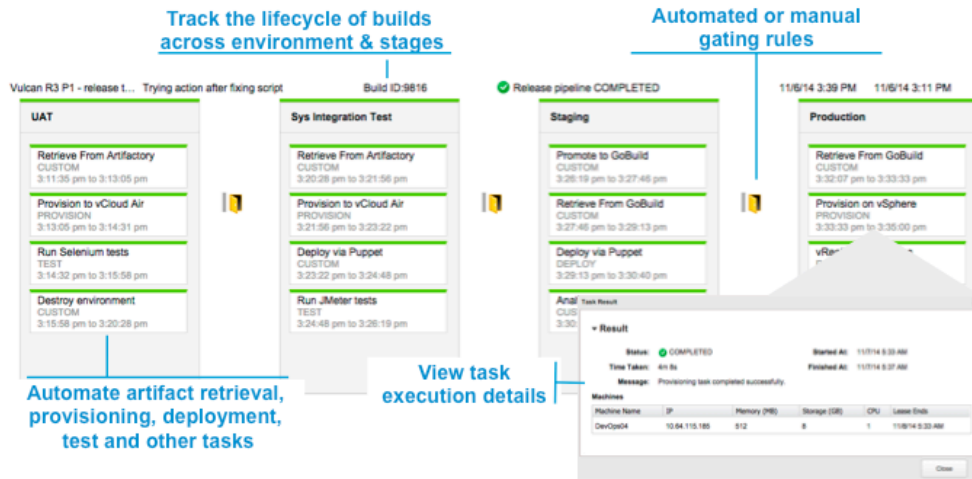 Track the lifecycle of builds
across environment & stages
Automated or manual
gating rules
Vulcan R3 P1 - release t... Trying action after fixing script Build ID:9816 Release pipeline COMPLETED 11/6/14 3:39 PM 11/6/14 3:11 PM
UAT
Retrieve From Artifactory
CUSTOM
3:11:35 pm to 3:13:05 pm
Provision to vCloud Air
PROVISION
3:13:05 pm to 3:14:31 pm
Run Selenium tests
TEST
3:14:32 pm to 3:15:58 pm
Destroy environment
CUSTOM
3:15:58 pm to 3:20:28 pm
Sys Integration Test
Retrieve From Artifactory
CUSTOM
3:20:28 pm to 3:21:56 pm
Provision to vCloud Air
CUSTOM
3:21:56 pm to 3:23:22 pm
Deploy via Puppet
CUSTOM
3:23:22 pm to 3:24:48 pm
Run JMeter tests
TEST
3:24:48 pm to 3:26:19 pm
Staging
Promote to GoBuild
CUSTOM
3:26:19 pm to 3:27:46 pm
Retrieve From GoBuild
CUSTOM
3:27:46 pm to 3:29:13 pm
Deploy via Puppet
DEPLOY
3:29:13 pm to 3:30:40 pm
Anal
CUS
3:30:
Production
Retrieve From GoBuild
CUSTOM
3:32:07 pm to 3:33:33 pm
Provision on vSphere
PROVISION
3:33:33 pm to 3:35:00 pm
Automate artifact retrieval,
provisioning, deployment,
test and other tasks
View task
execution details
Task Result
Result
Status: COMPLETED Started At: 11/7/14 5:33 AM
Time Taken: 4m 8s Finished At: 11/7/14 5:37 AM
Message: Provisioning task completed successfully.
Machines
Machine Name IP Memory (MB) Storage (GB) CPU Lease Ends
DevOps04 10.64.115.185 512 8 1 11/8/14 5:33 AM
Close